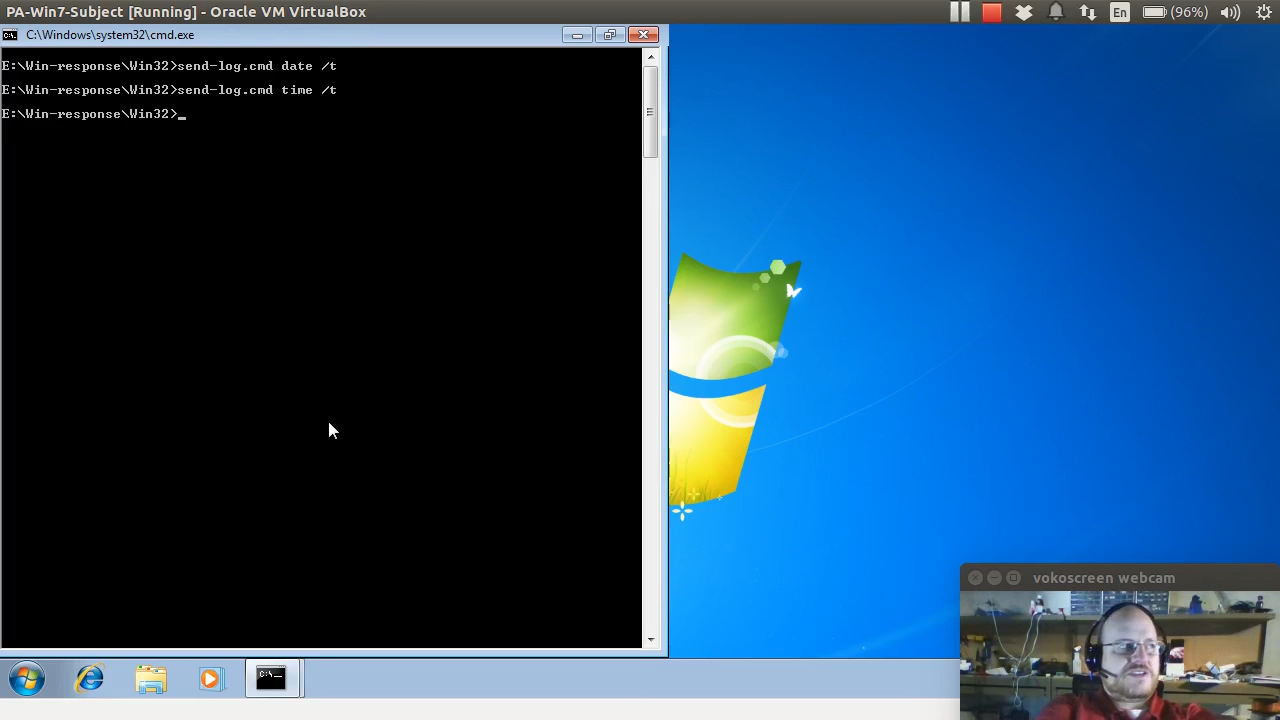 PA-Win7-Subject [Running] - Oracle VM VirtualBox
En
(96%)
C:\Windows\system32\cmd.exe
E:\Win-response\Win32>send-log.cmd date /t
E:\Win-response\Win32>send-log.cmd time /t
E:\Win-response\Win32>_
C:\_
vokoscreen webcam